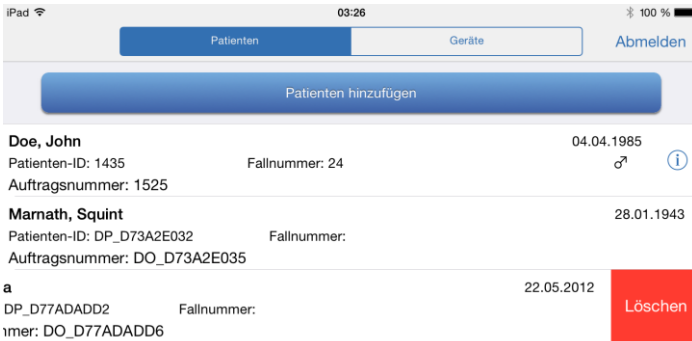 iPad 03:26 100 %
Patienten Geräte Abmelden
Patienten hinzufügen
Doe, John 04.04.1985
Patienten-ID: 1435 Fallnummer: 24 ♂
Auftragsnummer: 1525
Marnath, Squint 28.01.1943
Patienten-ID: DP_D73A2E032 Fallnummer:
Auftragsnummer: DO_D73A2E035
a 22.05.2012
DP_D77ADADD2 Fallnummer: Löschen
nmer: DO_D77ADADD6